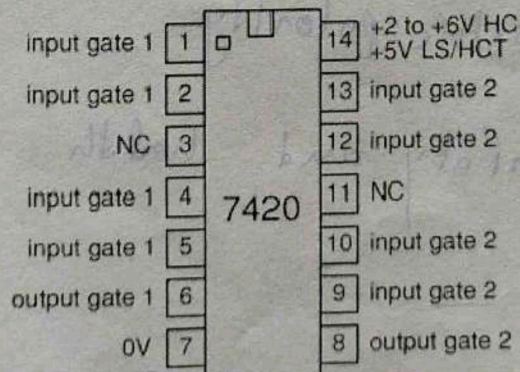 input gate 1 1
input gate 1 2
NC 3
input gate 1 4
input gate 1 5
output gate 1 6
0V 7
7420
14 +2 to +6V HC
+5V LS/HCT
13 input gate 2
12 input gate 2
11 NC
10 input gate 2
9 input gate 2
8 output gate 2